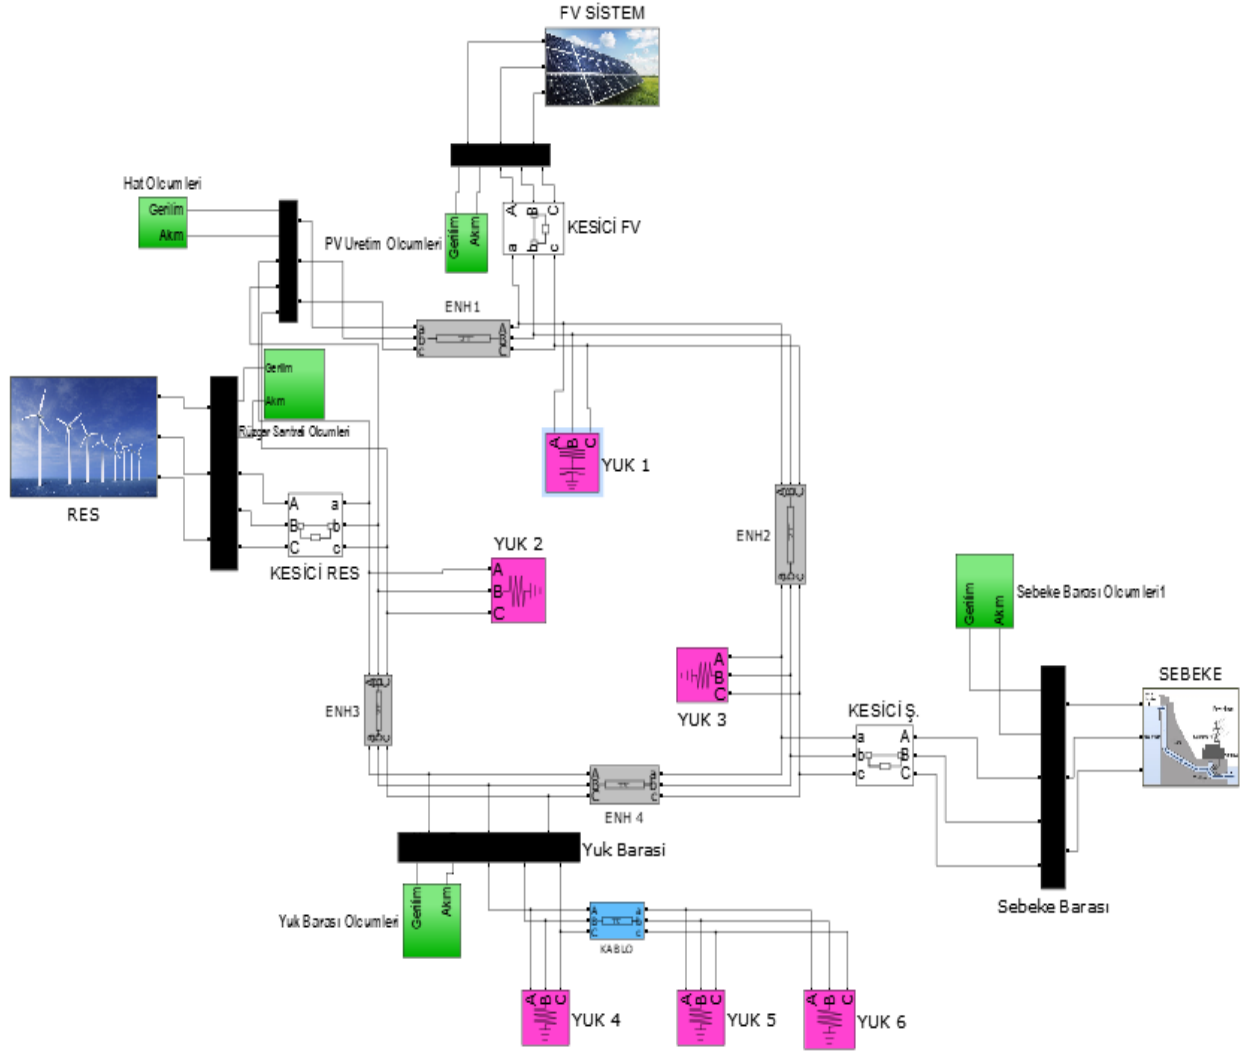 FV SİSTEM
Hat Olcumleri
Gerilim
Akım
PV Uretim Olcumleri
Gerilim
Akım
A B C
a b c
KESİCİ FV
ENH1
a A
b B
c C
Gerilim
Akım
Rüzgar Santrali Olcumleri
RES
A a
B b
C c
KESİCİ RES
A B C
YUK 1
YUK 2
A
B
C
A B C
ENH2
a b c
A
B
C
YUK 3
Gerilim
Akım
Sebeke Barası Olcumleri1
SEBEKE
KESİCİ Ş.
a A
b B
c C
Sebeke Barası
A B C
ENH3
a b c
A a
B b
C c
ENH 4
Yuk Barasi
Gerilim
Akım
Yuk Barası Olcumleri
A a
B b
C c
KABLO
A B C
YUK 4
A B C
YUK 5
A B C
YUK 6